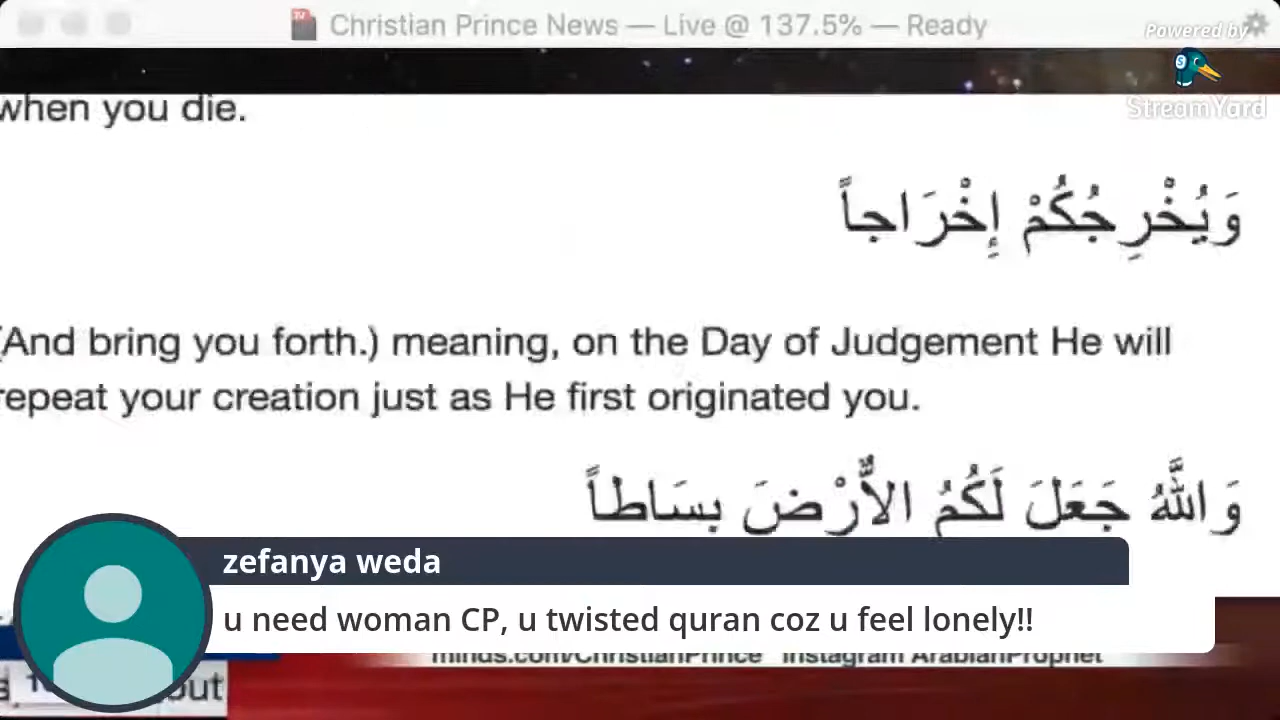 Christian Prince News — Live @ 137.5% — Ready
Powered by
StreamYard
when you die.
وَيُخْرِجُكُمْ إِخْرَاجاً
(And bring you forth.) meaning, on the Day of Judgement He will
repeat your creation just as He first originated you.
وَاللَّهُ جَعَلَ لَكُمُ الاٌّرْضَ بِسَاطاً
zefanya weda
u need woman CP, u twisted quran coz u feel lonely!!
minds.com/ChristianPrince Instagram ArabianProphet